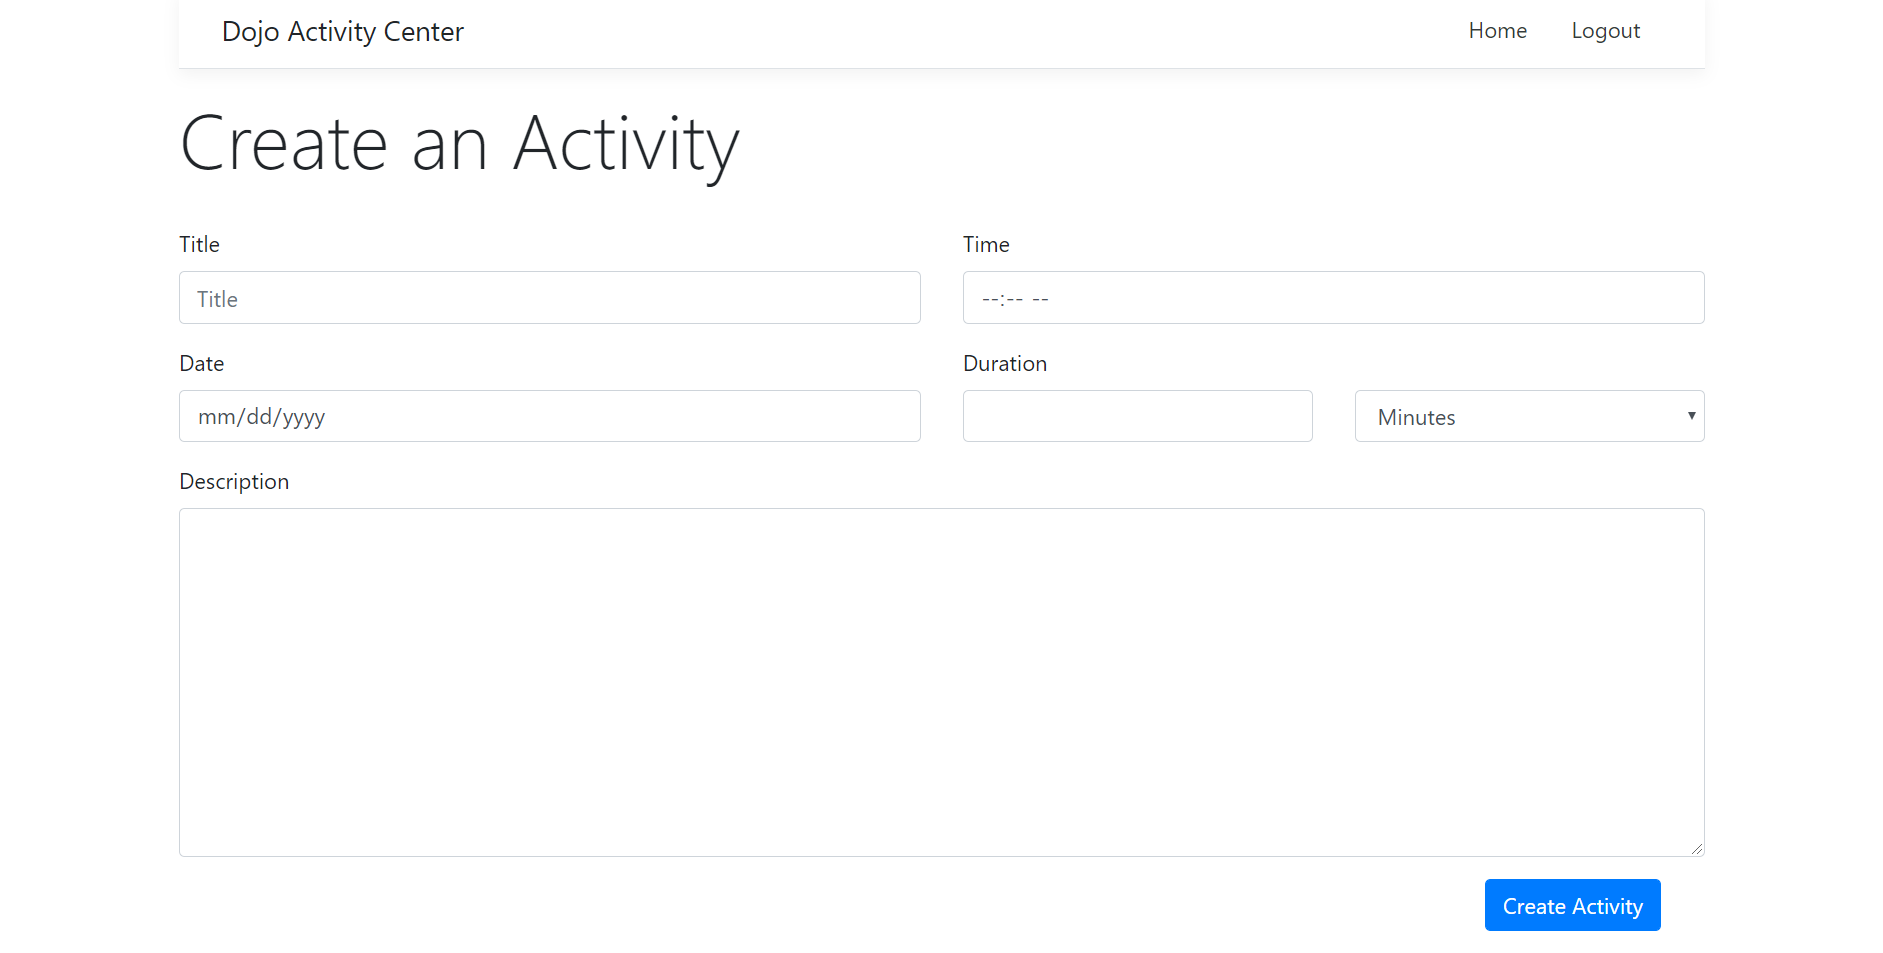 Dojo Activity Center
Home
Logout
Create an Activity
Title
Time
Title
--:-- --
Date
Duration
mm/dd/yyyy
Minutes
Description
Create Activity